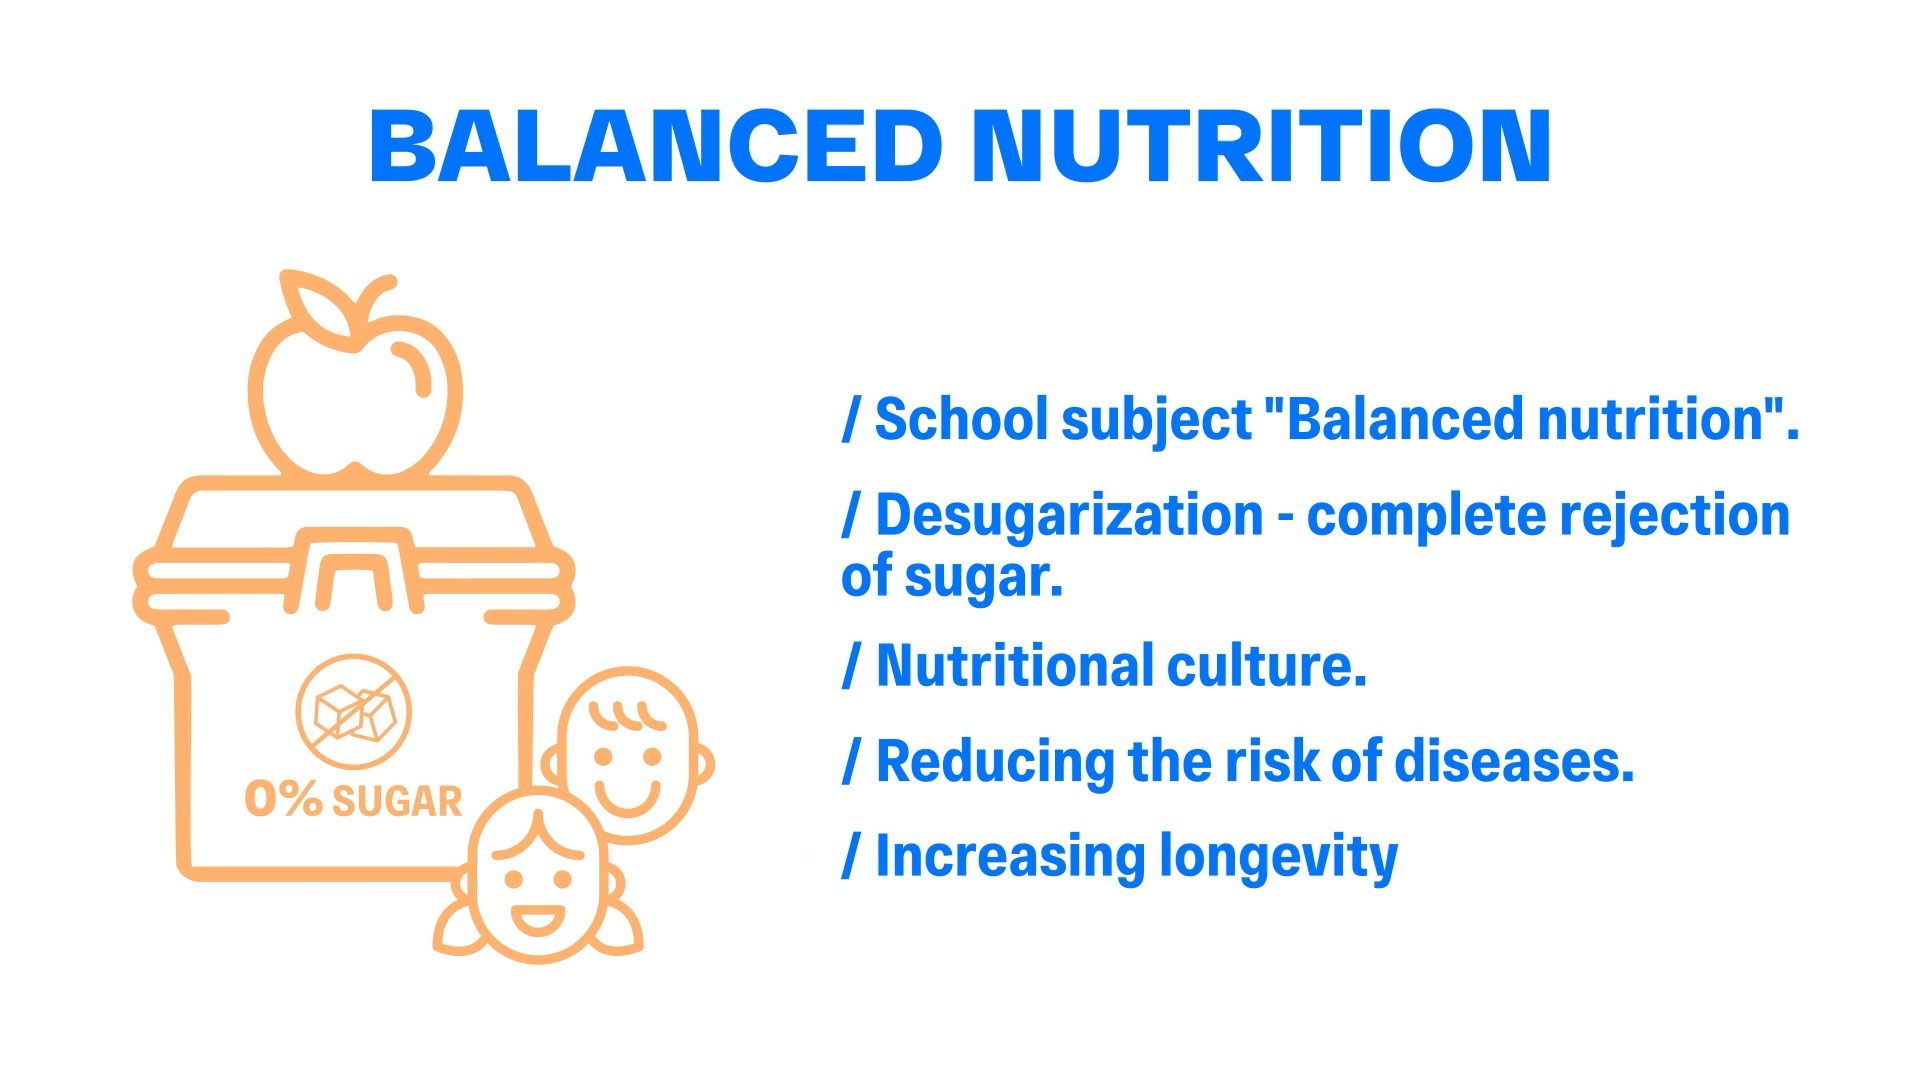 BALANCED NUTRITION
/ School subject "Balanced nutrition".
/ Desugarization - complete rejection
of sugar.
/ Nutritional culture.
/ Reducing the risk of diseases.
/ Increasing longevity
0% SUGAR